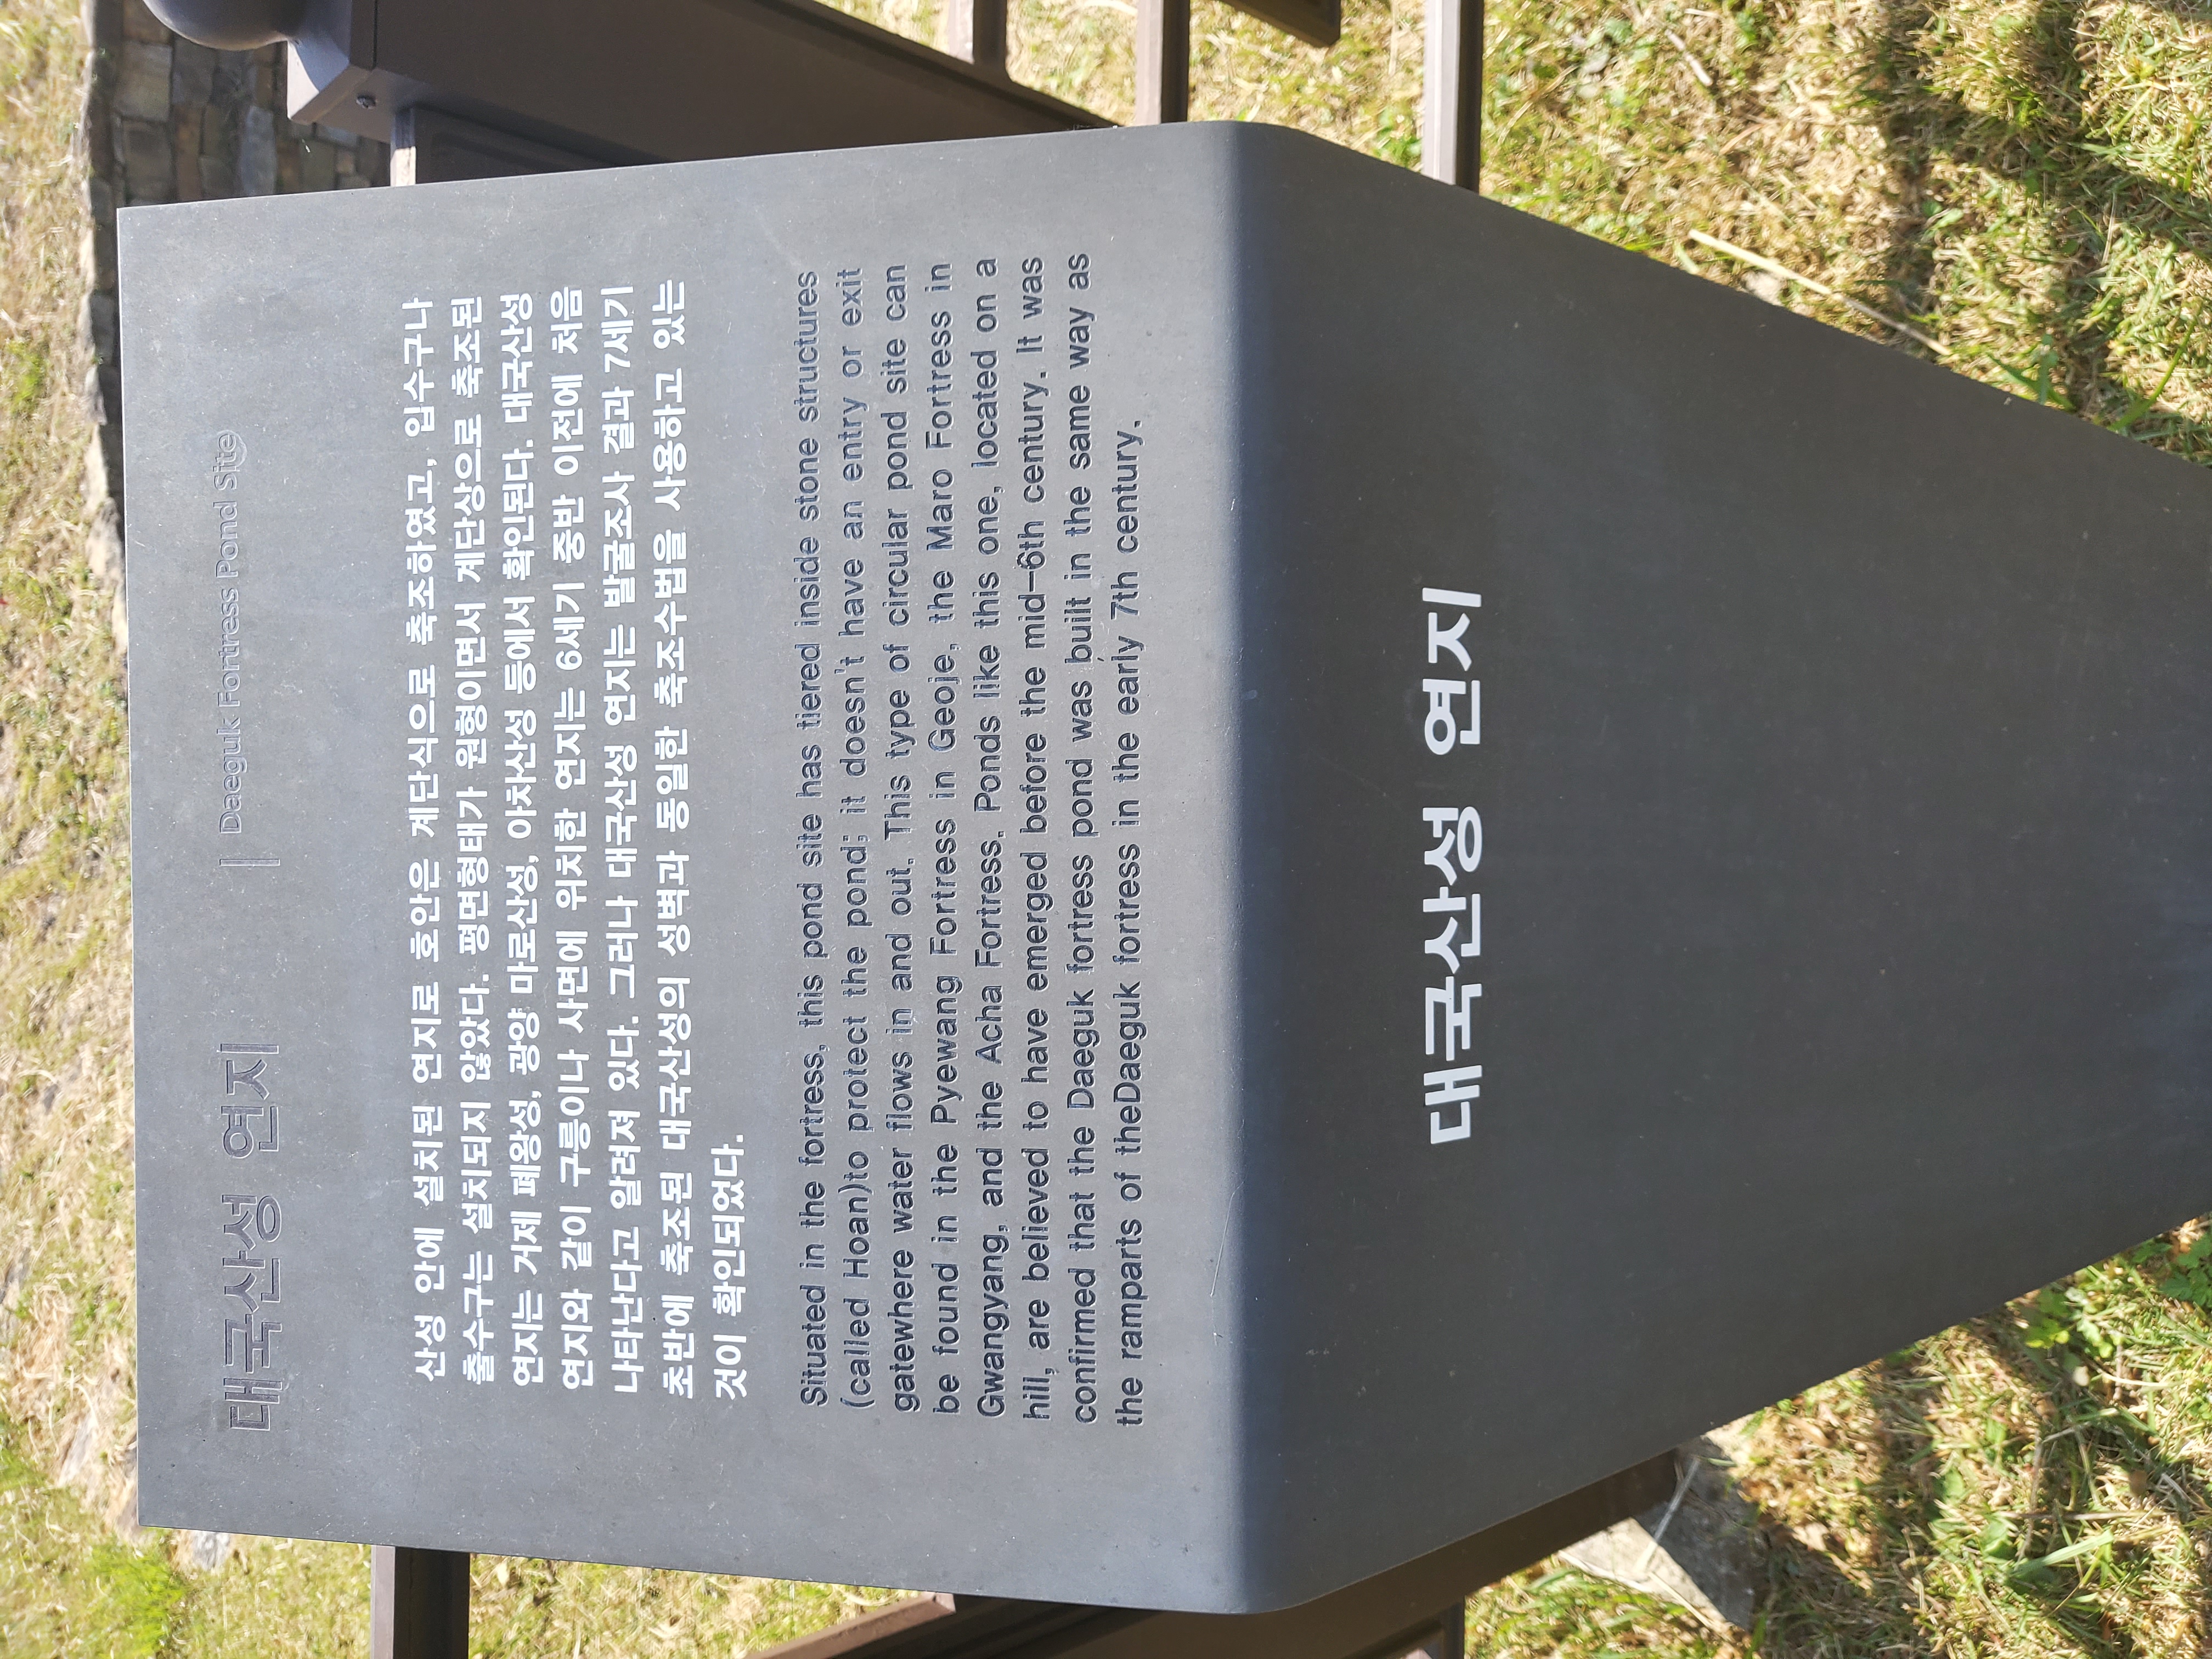 대국산성 연지 | Daeguk Fortress Pond Site
산성 안에 설치된 연지로 호안은 계단식으로 축조하였고, 입수구나
출수구는 설치되지 않았다. 평면형태가 원형이면서 계단상으로 축조된
연지는 거제 폐왕성, 광양 마로산성, 아차산성 등에서 확인된다. 대국산성
연지와 같이 구릉이나 사면에 위치한 연지는 6세기 중반 이전에 처음
나타난다고 알려져 있다. 그러나 대국산성 연지는 발굴조사 결과 7세기
초반에 축조된 대국산성의 성벽과 동일한 축조수법을 사용하고 있는
것이 확인되었다.
Situated in the fortress, this pond site has tiered inside stone structures
(called Hoan)to protect the pond; it doesn't have an entry or exit
gatewhere water flows in and out. This type of circular pond site can
be found in the Pyewang Fortress in Geoje, the Maro Fortress in
Gwangyang, and the Acha Fortress. Ponds like this one, located on a
hill, are believed to have emerged before the mid-6th century. It was
confirmed that the Daeguk fortress pond was built in the same way as
the ramparts of theDaeguk fortress in the early 7th century.
대국산성 연지